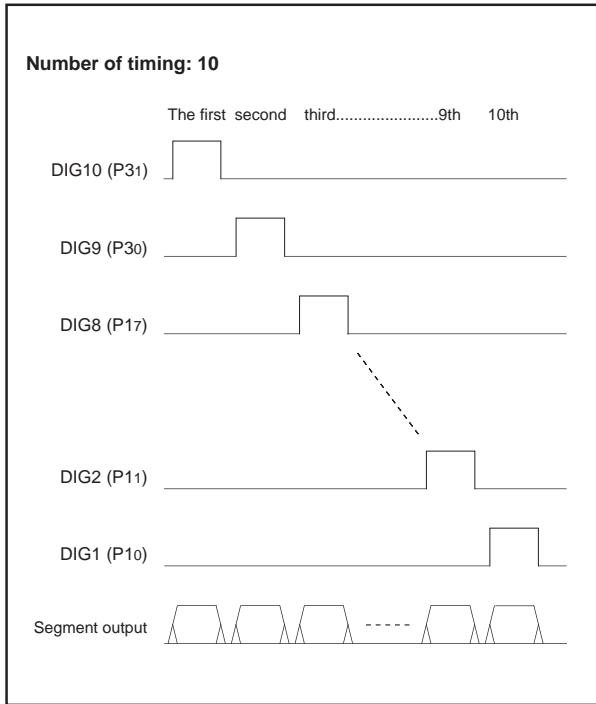 Number of timing: 10
The first second third.......................9th 10th
DIG10 (P31)
DIG9 (P30)
DIG8 (P17)
DIG2 (P11)
DIG1 (P10)
Segment output